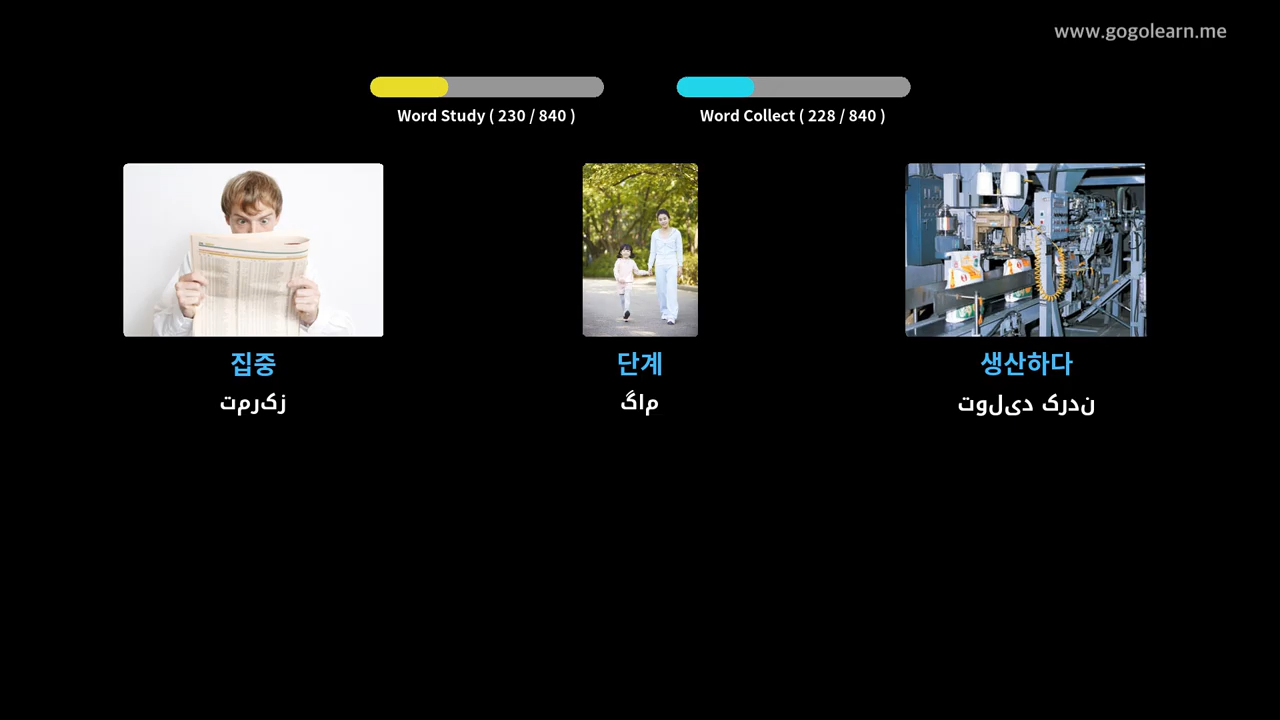 www.gogolearn.me
Word Study ( 230 / 840 )
Word Collect ( 228 / 840 )
집중
تمرکز
단계
گام
생산하다
تولید کردن